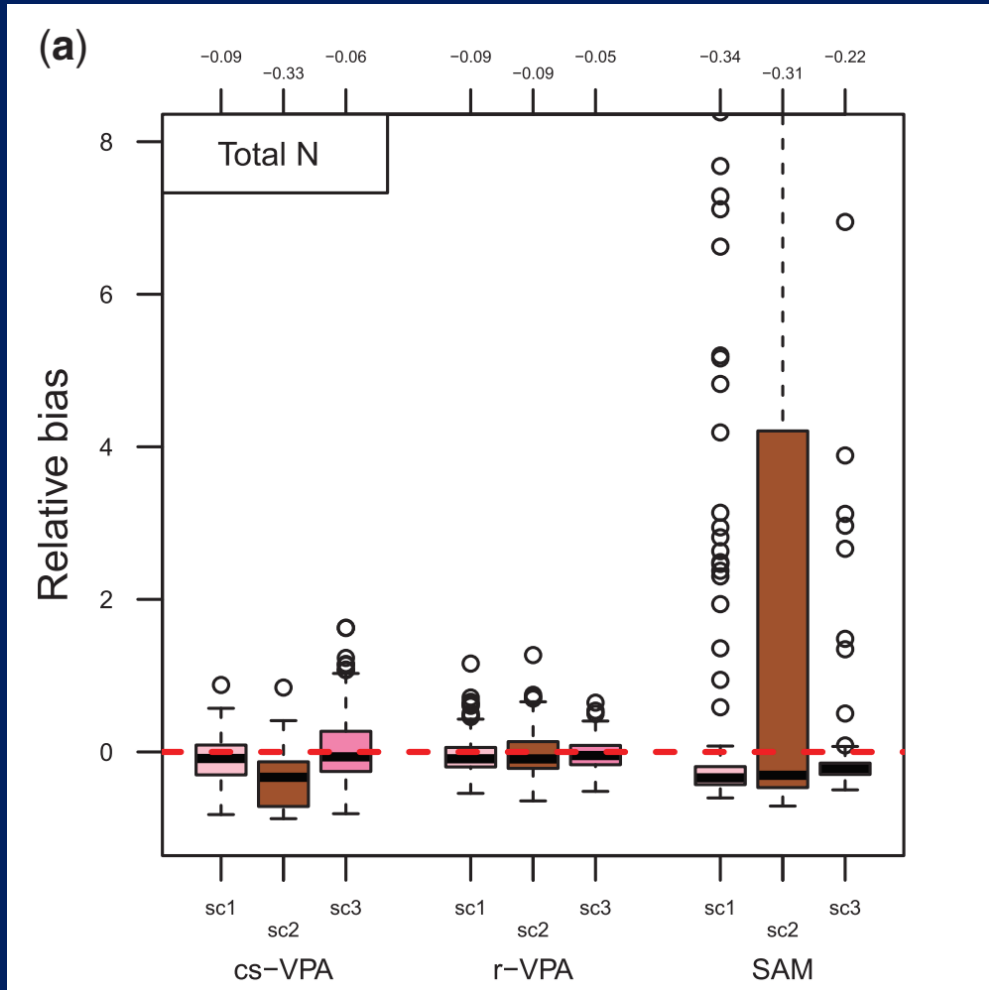 (a)
−0.09 −0.33 −0.06 −0.09 −0.09 −0.05 −0.34 −0.31 −0.22
Total N
8
6
4
2
0
Relative bias
sc1 sc2 sc3 sc1 sc2 sc3 sc1 sc2 sc3
cs−VPA r−VPA SAM